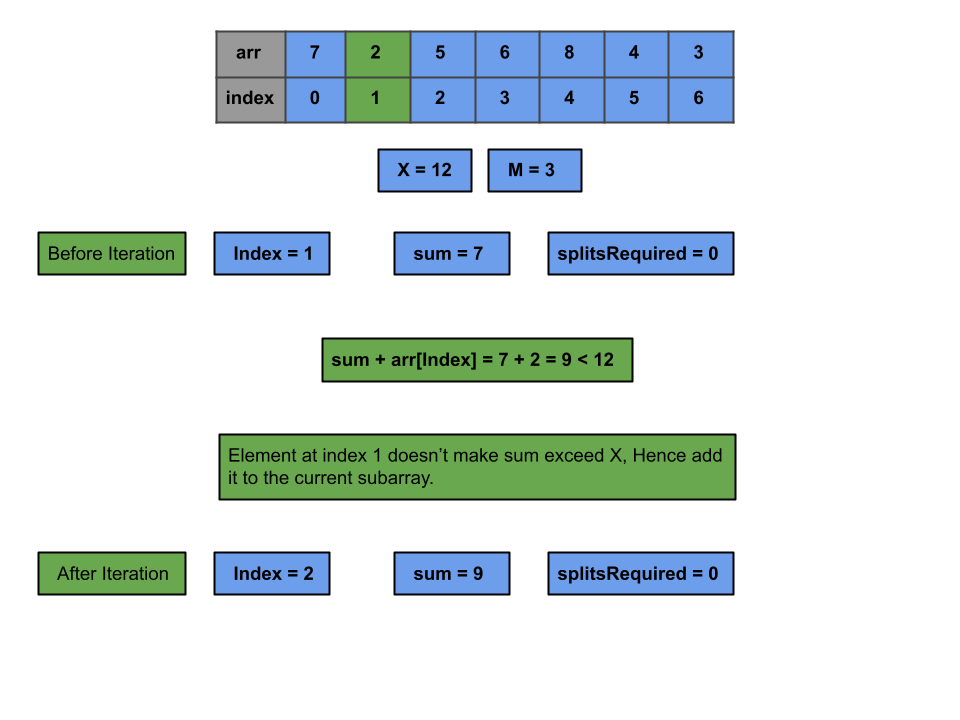 arr 7 2 5 6 8 4 3
index 0 1 2 3 4 5 6
X = 12 M = 3
Before Iteration Index = 1 sum = 7 splitsRequired = 0
sum + arr[Index] = 7 + 2 = 9 < 12
Element at index 1 doesn’t make sum exceed X, Hence add
it to the current subarray.
After Iteration Index = 2 sum = 9 splitsRequired = 0